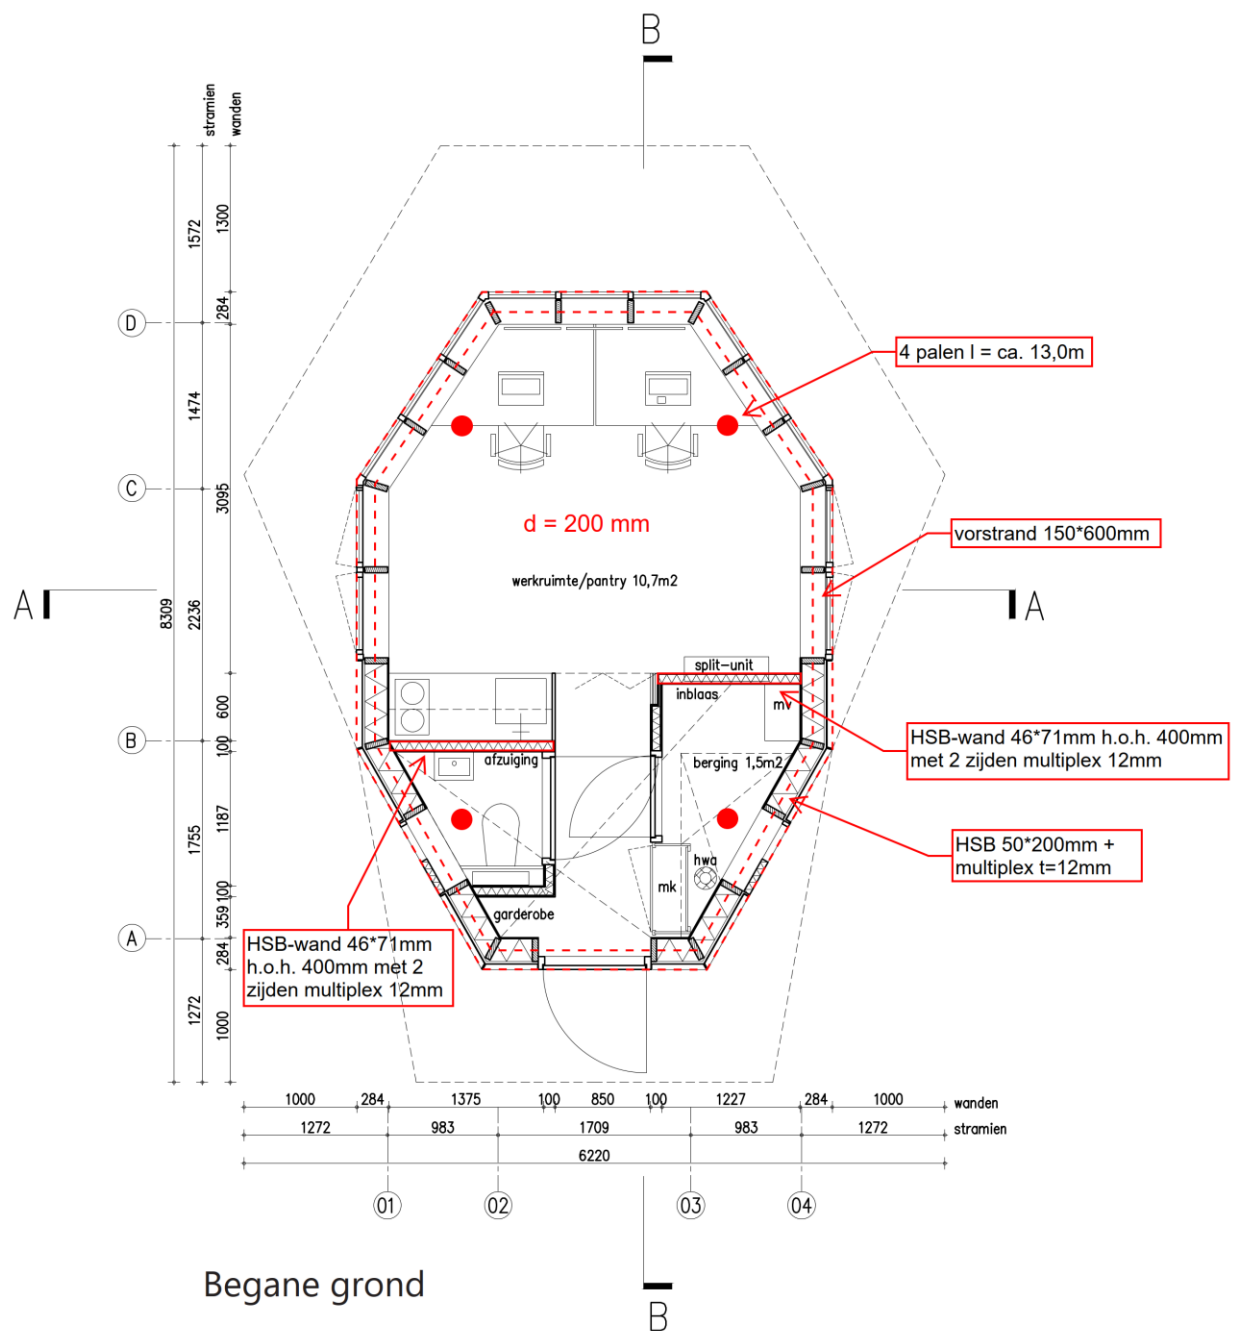 B
stramien
wanden
8309
1572
1474
2236
1755
1272
1300
284
3095
600
100
1187
100
359
284
1000
D
C
B
A
4 palen l = ca. 13,0m
d = 200 mm
vorstrand 150*600mm
werkruimte/pantry 10,7m2
A
A
split-unit
inblaas
mv
HSB-wand 46*71mm h.o.h. 400mm
met 2 zijden multiplex 12mm
afzuiging
berging 1,5m2
HSB 50*200mm +
multiplex t=12mm
hwa
mk
garderobe
HSB-wand 46*71mm
h.o.h. 400mm met 2
zijden multiplex 12mm
1000 284 1375 100 850 100 1227 284 1000 wanden
1272 983 1709 983 1272 stramien
6220
01 02 03 04
Begane grond
B